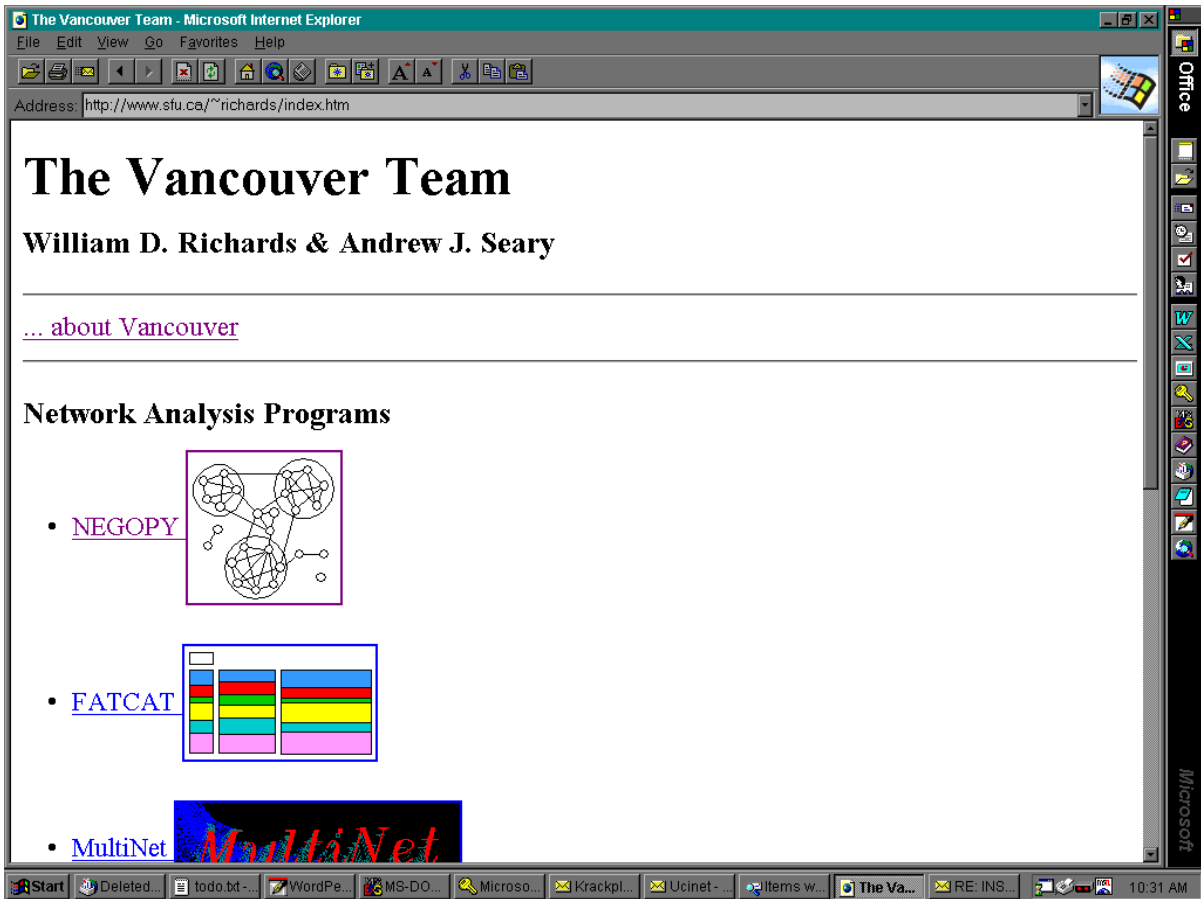 The Vancouver Team - Microsoft Internet Explorer
File Edit View Go Favorites Help
Address: http://www.sfu.ca/~richards/index.htm
The Vancouver Team
William D. Richards & Andrew J. Seary
... about Vancouver
Network Analysis Programs
• NEGOPY
• FATCAT
• MultiNet
MultiNet
Office
Microsoft
Start Deleted... todo.txt -... WordPe... MS-DO... Microso... Krackpl... Ucinet - ... Items w... The Va... RE: INS... 10:31 AM